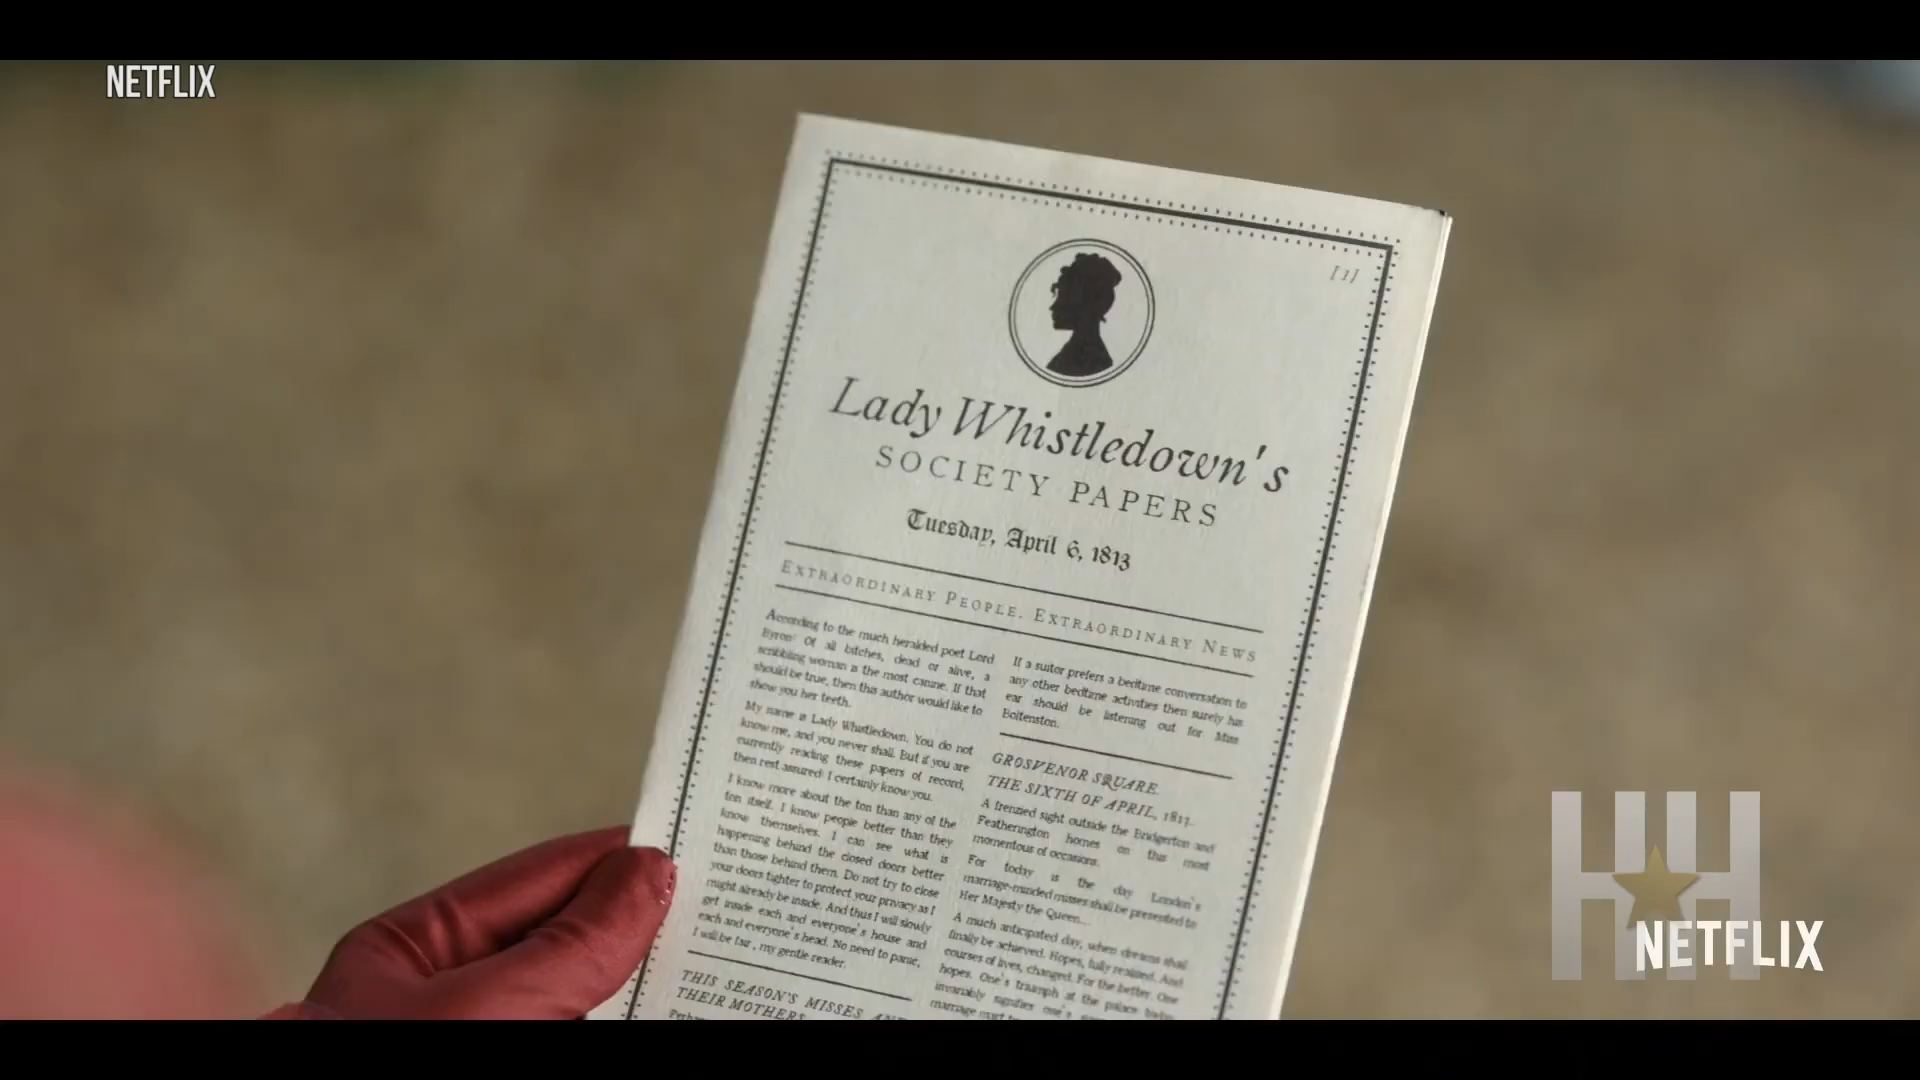 NETFLIX
[1]
Lady Whistledown's
SOCIETY PAPERS
Tuesday, April 6, 1813
EXTRAORDINARY PEOPLE. EXTRAORDINARY NEWS
According to the much heralded poet Lord
Byron: Of all bitches, dead or alive, a
scribbling woman is the most canine. If that
should be true, then this author would like to
show you her teeth.
My name is Lady Whistledown. You do not
know me, and you never shall. But if you are
currently reading these papers of record,
then rest assured: I certainly know you.
I know more about the ton than any of the
ton itself. I know people better than they
know themselves. I can see what is
happening behind the closed doors better
than those behind them. Do not try to close
your doors tighter to protect your privacy as I
might already be inside. And thus I will slowly
get inside each and everyone's house and
each and everyone's head. No need to panic,
I will be fair, my gentle reader.
THIS SEASON'S MISSES AND
THEIR MOTHERS
If a suitor prefers a bedtime conversation to
any other bedtime activities then surely his
ear should be listening out for Miss
Boltenston.
GROSVENOR SQUARE.
THE SIXTH OF APRIL, 1813.
A frenzied sight outside the Bridgerton and
Featherington homes on this most
momentous of occasions.
For today is the day London's
marriage-minded misses shall be presented to
Her Majesty the Queen...
A much anticipated day, when dreams shall
finally be achieved. Hopes, fully realized. And
courses of lives, changed. For the better. One
hopes. One's triumph at the palace
invariably signifies one's
marriage
HH
NETFLIX